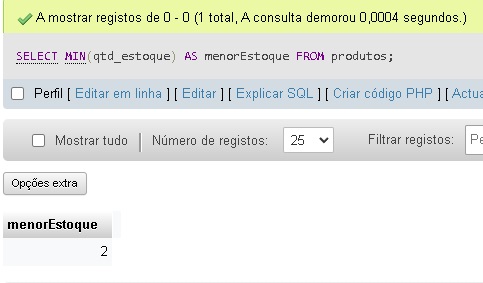 A mostrar registos de 0 - 0 (1 total, A consulta demorou 0,0004 segundos.)
SELECT MIN(qtd_estoque) AS menorEstoque FROM produtos;
Perfil [ Editar em linha ] [ Editar ] [ Explicar SQL ] [ Criar código PHP ] [
Mostrar tudo | Número de registos: 25 Filtrar registos:
Opções extra
menorEstoque
2